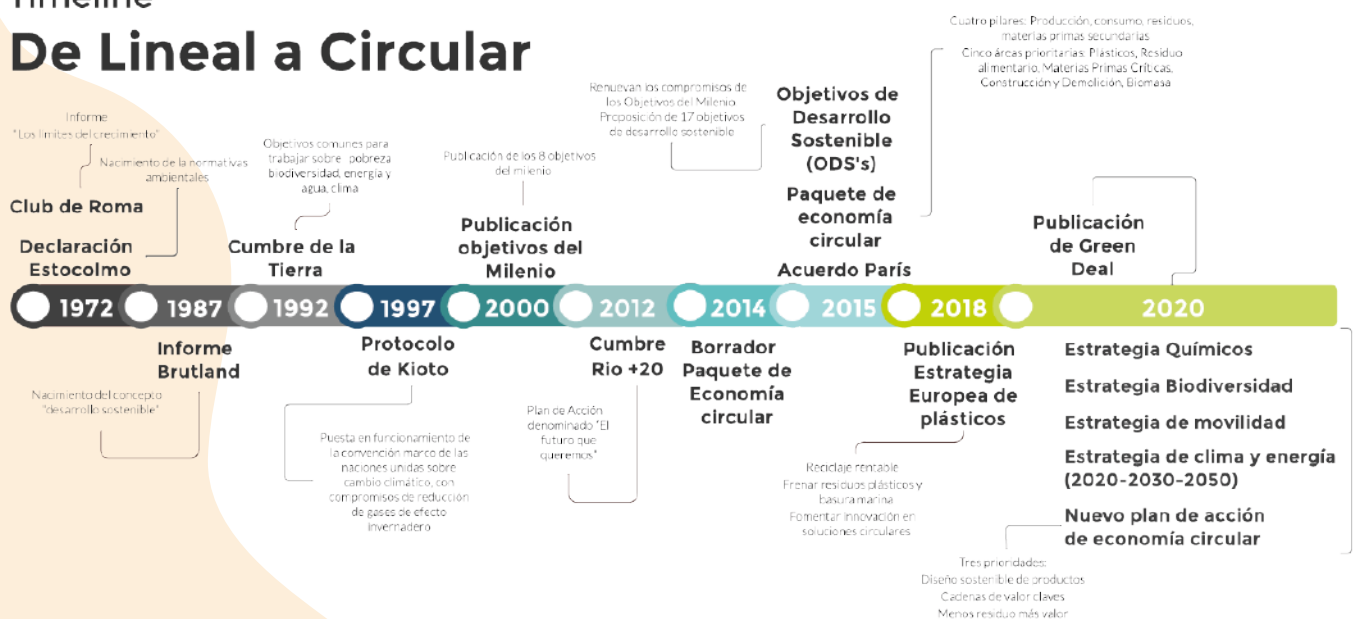 Timeline
De Lineal a Circular
Informe
"Los limites del crecimiento"
Club de Roma
Nacimiento de la normativas
ambientales
Declaración
Estocolmo
Objetivos comunes para
trabajar sobre pobreza
biodiversidad, energía y
agua, clima
Cumbre de la
Tierra
Publicación de los 8 objetivos
del milenio
Publicación
objetivos del
Milenio
Renuevan los compromisos de
los Objetivos del Milenio
Proposición de 17 objetivos
de desarrollo sostenible
Objetivos de
Desarrollo
Sostenible
(ODS's)
Paquete de
economía
circular
Acuerdo París
Cuatro pilares: Producción, consumo, residuos,
materias primas secundarias
Cinco áreas prioritarias: Plásticos, Residuo
alimentario, Materias Primas Críticas,
Construcción y Demolición, Biomasa
Publicación
de Green
Deal
1972 1987 1992 1997 2000 2012 2014 2015 2018 2020
Informe
Brutland
Nacimiento del concepto
"desarrollo sostenible"
Protocolo
de Kioto
Puesta en funcionamiento de
la convención marco de las
naciones unidas sobre
cambio climático, con
compromisos de reducción
de gases de efecto
invernadero
Cumbre
Rio +20
Plan de Acción
denominado "El
futuro que
queremos"
Borrador
Paquete de
Economía
circular
Publicación
Estrategia
Europea de
plásticos
Reciclaje rentable
Frenar residuos plásticos y
basura marina
Fomentar innovación en
soluciones circulares
Estrategia Químicos
Estrategia Biodiversidad
Estrategia de movilidad
Estrategia de clima y energía
(2020-2030-2050)
Nuevo plan de acción
de economía circular
Tres prioridades:
Diseño sostenible de productos
Cadenas de valor claves
Menos residuo más valor